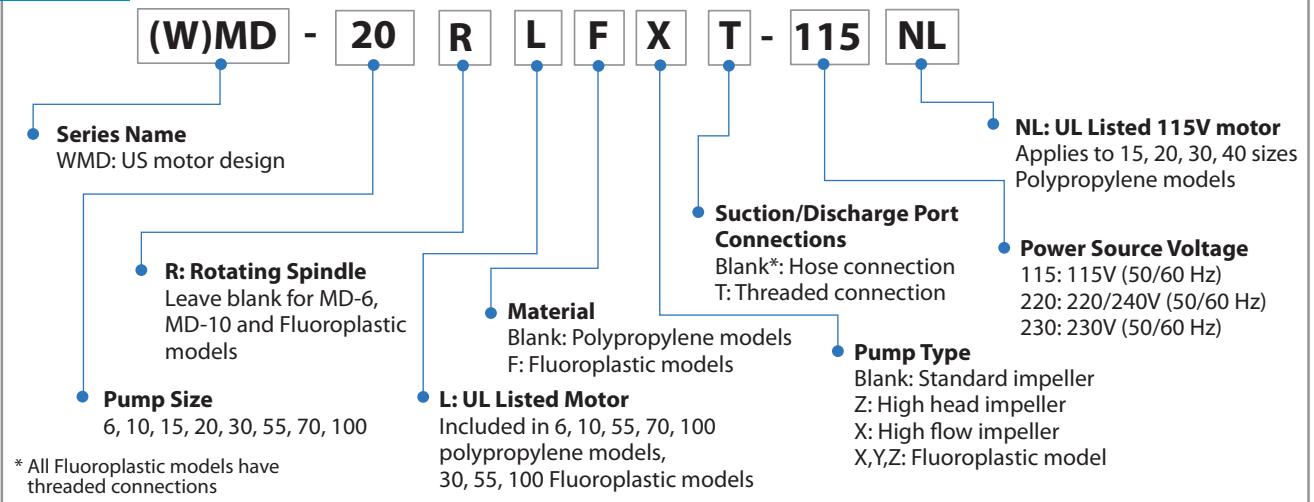 (W)MD - 20 R L F X T - 115 NL
Series Name
WMD: US motor design
NL: UL Listed 115V motor
Applies to 15, 20, 30, 40 sizes
Polypropylene models
Suction/Discharge Port
Connections
Blank*: Hose connection
T: Threaded connection
Power Source Voltage
115: 115V (50/60 Hz)
220: 220/240V (50/60 Hz)
230: 230V (50/60 Hz)
R: Rotating Spindle
Leave blank for MD-6,
MD-10 and Fluoroplastic
models
Material
Blank: Polypropylene models
F: Fluoroplastic models
Pump Type
Blank: Standard impeller
Z: High head impeller
X: High flow impeller
X,Y,Z: Fluoroplastic model
Pump Size
6, 10, 15, 20, 30, 55, 70, 100
L: UL Listed Motor
Included in 6, 10, 55, 70, 100
polypropylene models,
30, 55, 100 Fluoroplastic models
* All Fluoroplastic models have
threaded connections